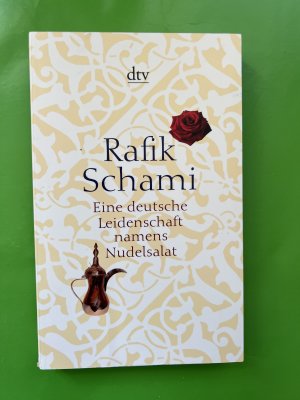 dtv
Rafik
Schami
Eine deutsche
Leidenschaft
namens
Nudelsalat